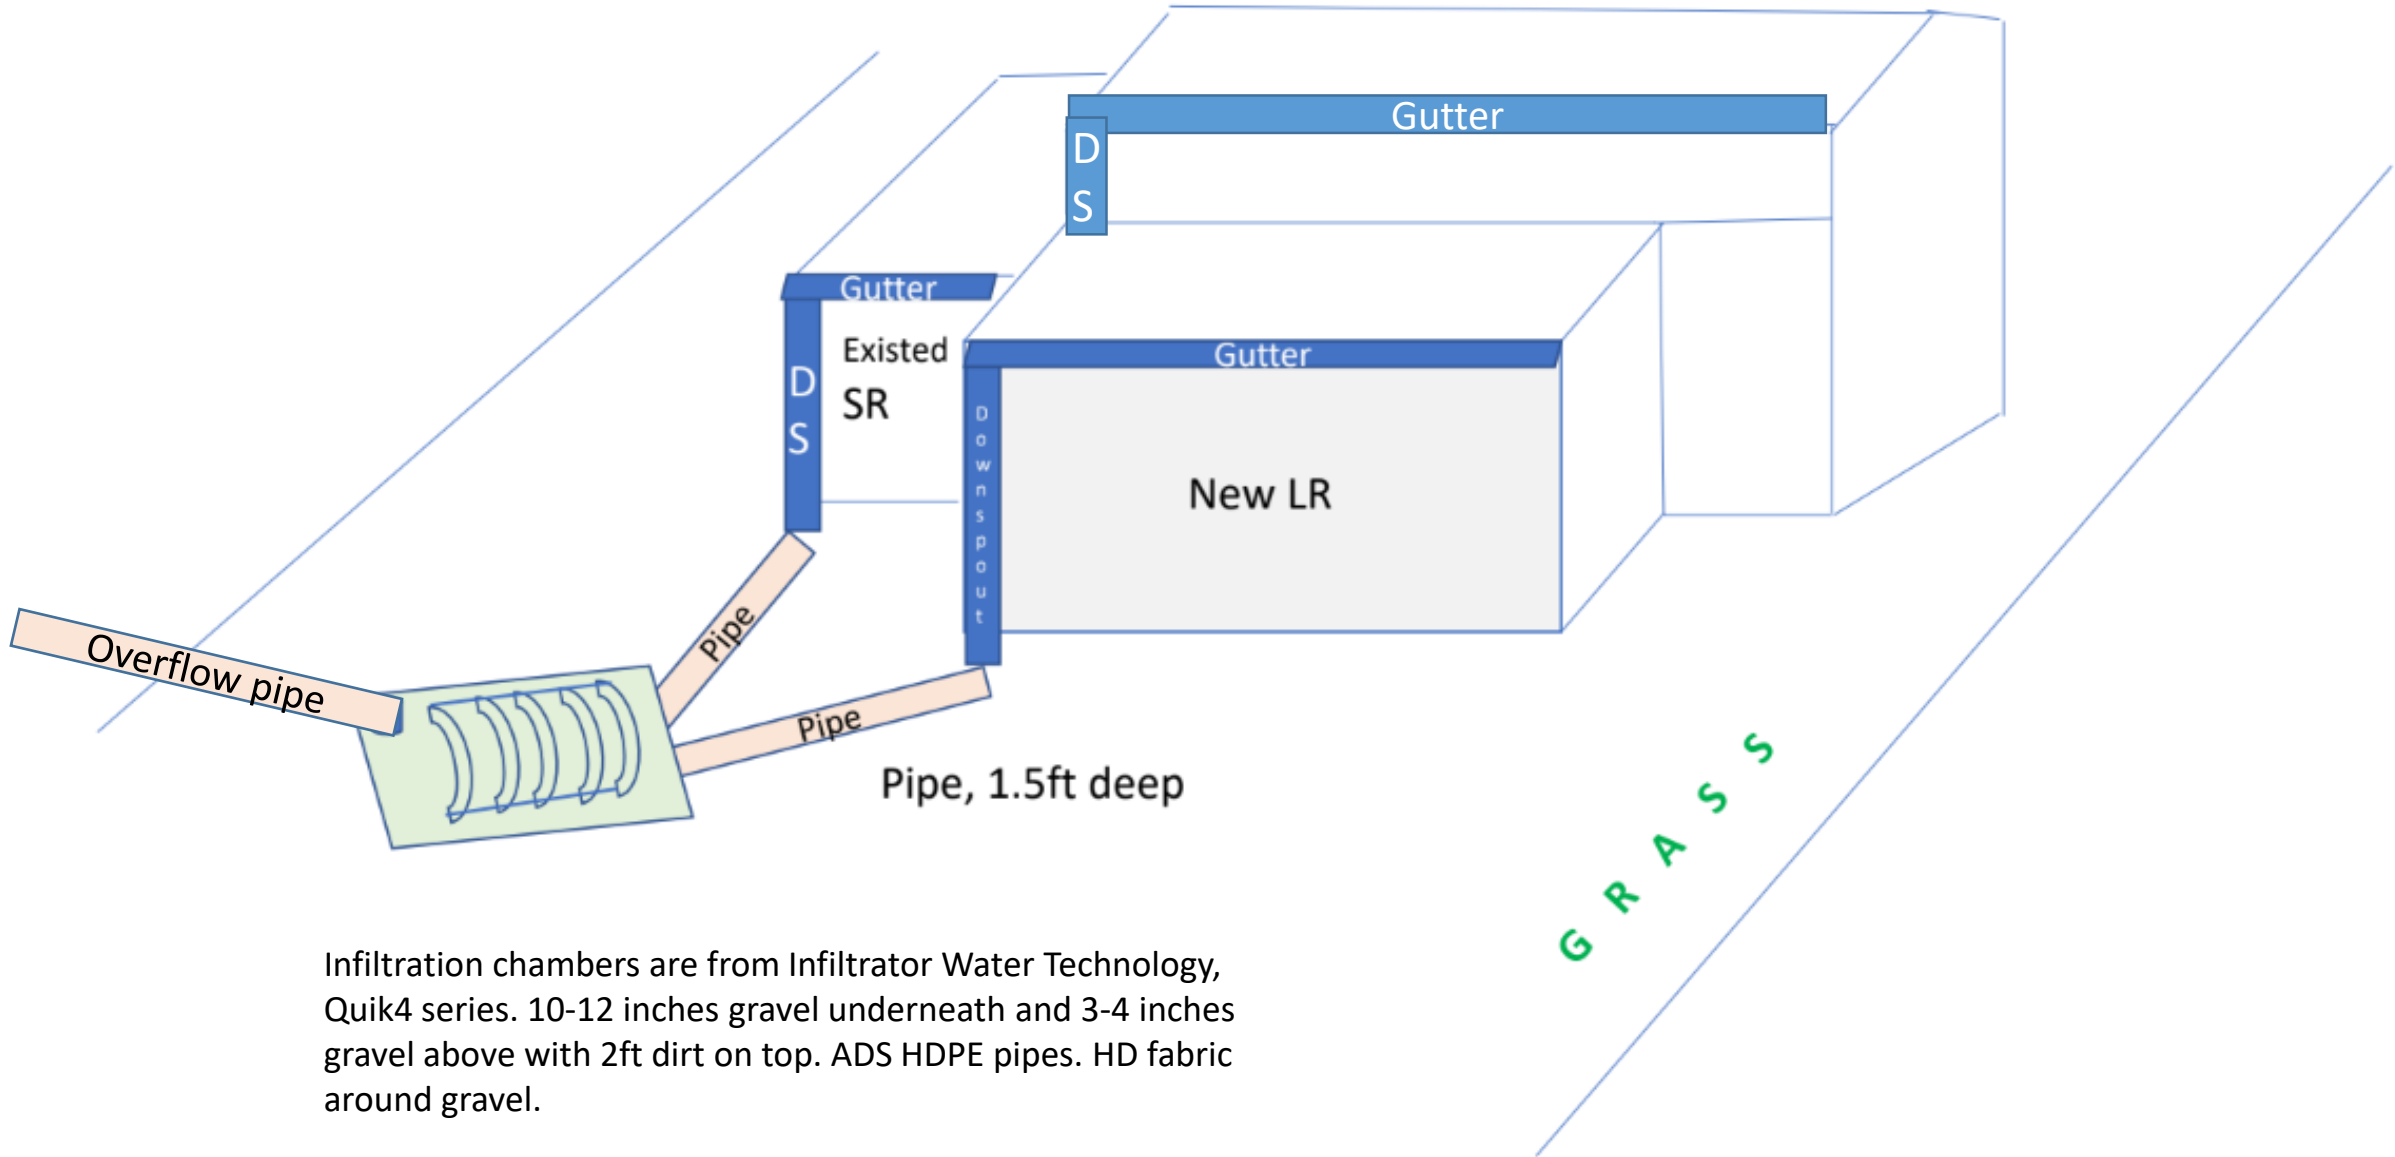 Gutter
DS
Gutter
Existed
SR
DS
Gutter
Downspout
New LR
Pipe
Overflow pipe
Pipe
Pipe, 1.5ft deep
GRASS
Infiltration chambers are from Infiltrator Water Technology,
Quik4 series. 10-12 inches gravel underneath and 3-4 inches
gravel above with 2ft dirt on top. ADS HDPE pipes. HD fabric
around gravel.